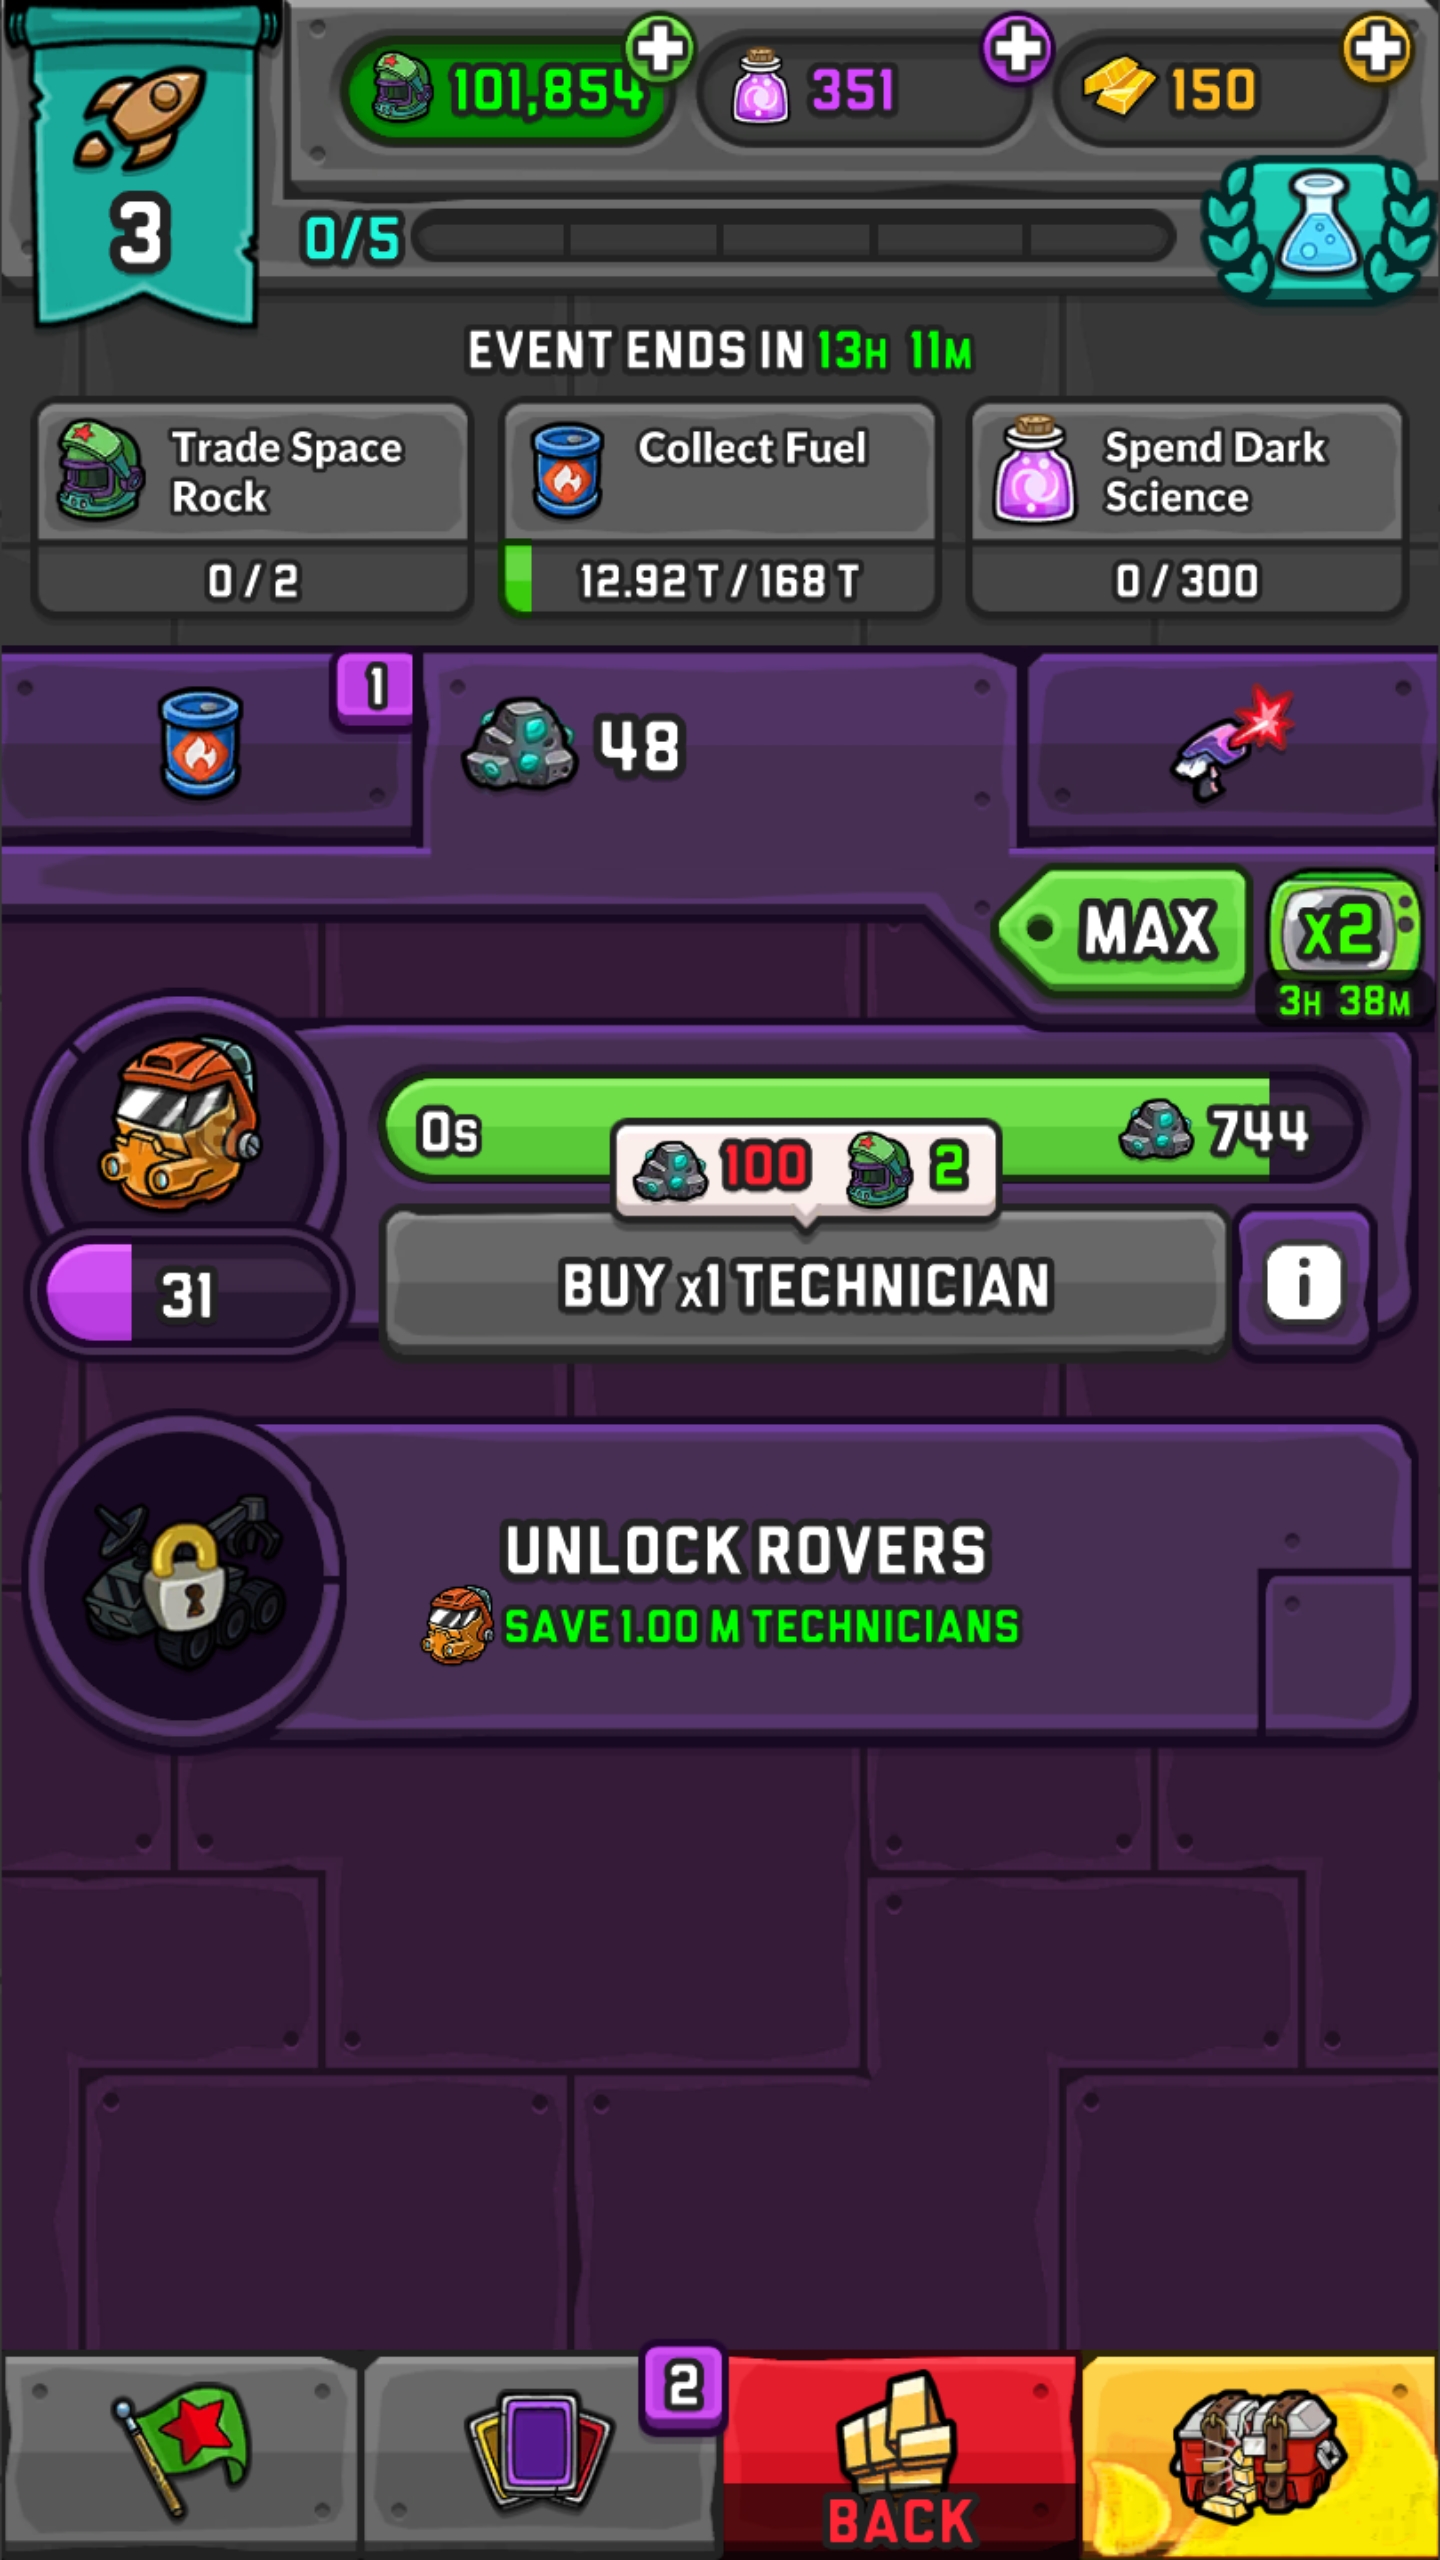 101,854
351
150
3
0/5
EVENT ENDS IN 13H 11M
Trade Space
Rock
0 / 2
Collect Fuel
12.92 T / 168 T
Spend Dark
Science
0 / 300
1
48
MAX
x2
3H 38M
0s
744
100
2
31
BUY x1 TECHNICIAN
i
UNLOCK ROVERS
SAVE 1.00 M TECHNICIANS
2
BACK